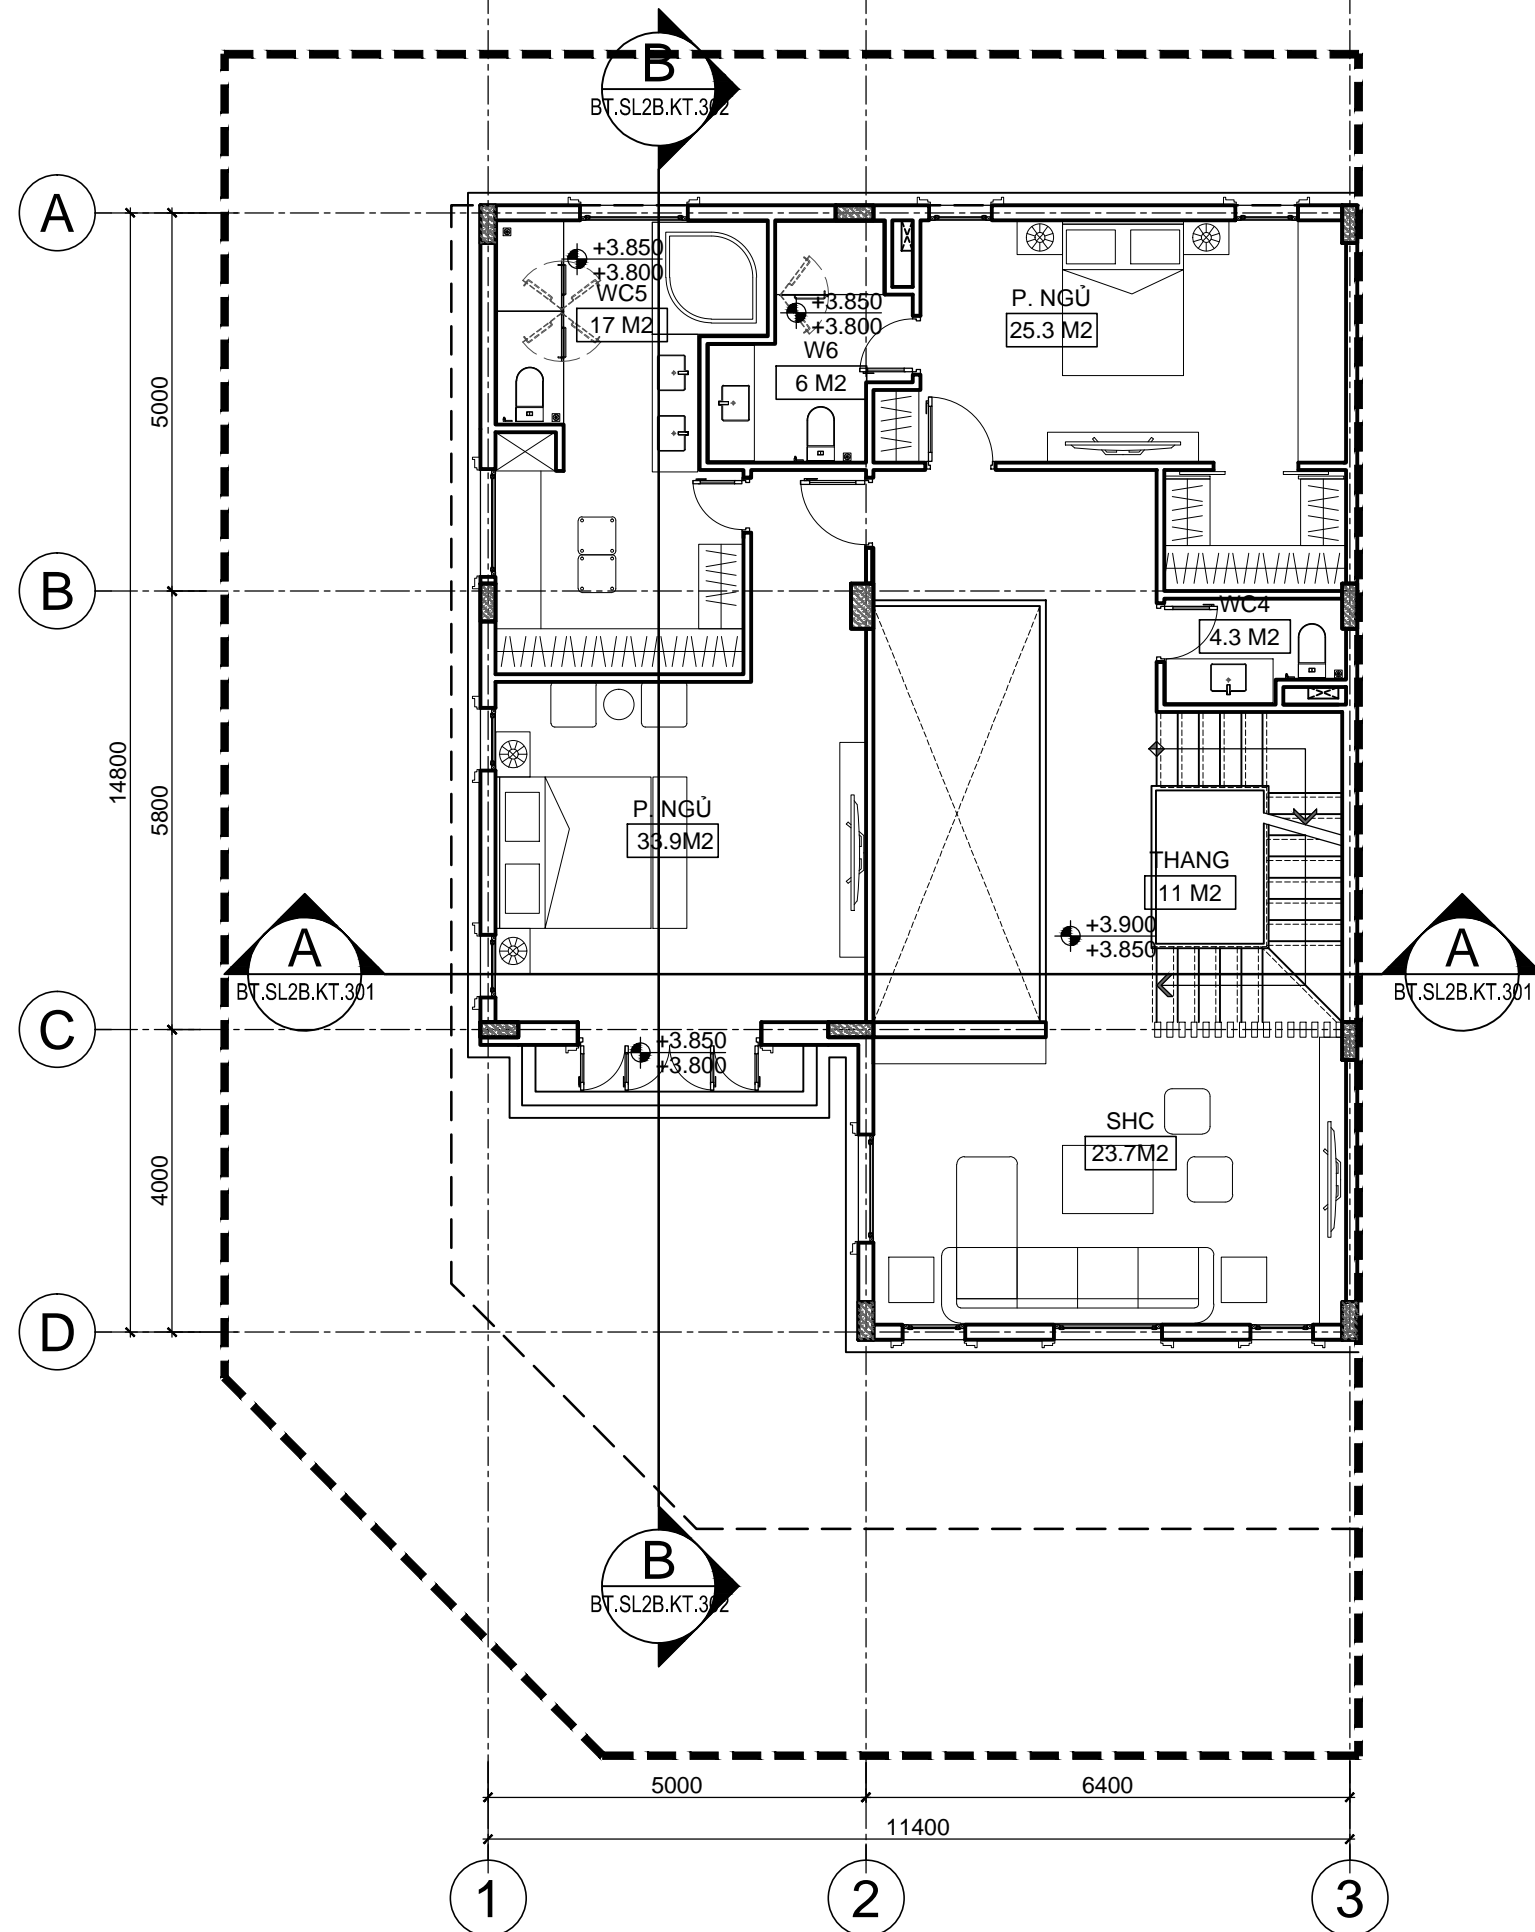 B
BT.SL2B.KT.302
A
+3.850
+3.800
WC5
17 M2
+3.850
+3.800
W6
6 M2
P. NGỦ
25.3 M2
5000
B
WC4
4.3 M2
14800
5800
P. NGỦ
33.9M2
THANG
11 M2
+3.900
+3.850
A
BT.SL2B.KT.301
A
BT.SL2B.KT.301
C
+3.850
+3.800
SHC
23.7M2
4000
D
B
BT.SL2B.KT.302
5000
6400
11400
1
2
3